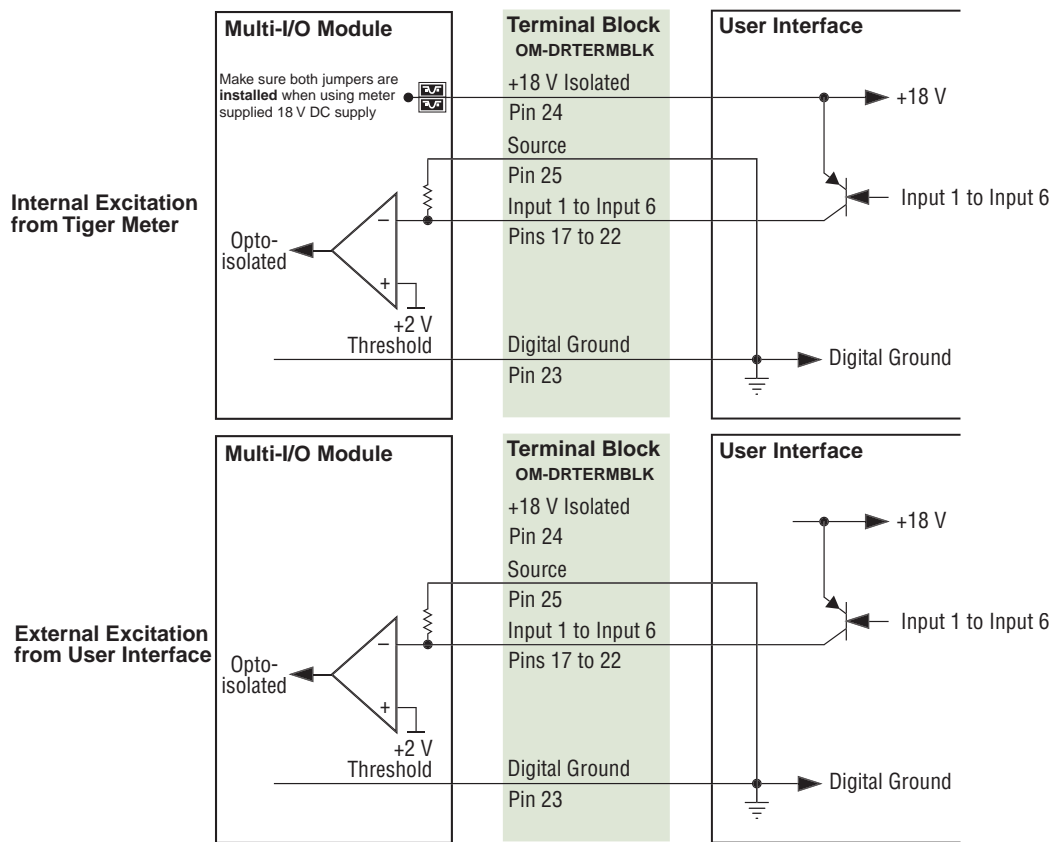 Multi-I/O Module
Terminal Block
OM-DRTERMBLK
User Interface
Make sure both jumpers are
installed when using meter
supplied 18 V DC supply
+18 V Isolated
Pin 24
+18 V
Source
Pin 25
Internal Excitation
from Tiger Meter
Input 1 to Input 6
Pins 17 to 22
Input 1 to Input 6
Opto-
isolated
–
+
+2 V
Threshold
Digital Ground
Pin 23
Digital Ground
Multi-I/O Module
Terminal Block
OM-DRTERMBLK
User Interface
+18 V Isolated
Pin 24
+18 V
Source
Pin 25
External Excitation
from User Interface
Input 1 to Input 6
Pins 17 to 22
Input 1 to Input 6
Opto-
isolated
–
+
+2 V
Threshold
Digital Ground
Pin 23
Digital Ground